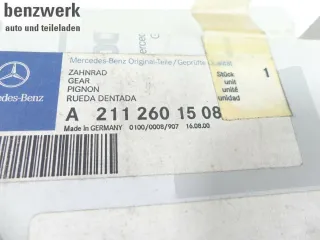 benzwerk
auto und teileladen
Mercedes-Benz Original-Teile/Geprüfte Qualität
ZAHNRAD
GEAR
PIGNON
RUEDA DENTADA
Stück
unit
unité
unidad
1
edes-Benz
A 211 260 15 08
Made in GERMANY 0100/0008/907 16.08.00